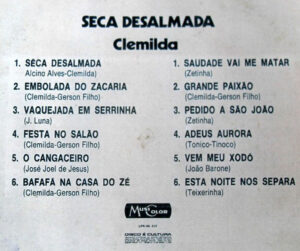 SECA DESALMADA
Clemilda
1. SECA DESALMADA
Alcino Alves-Clemilda)
2. EMBOLADA DO ZACARIA
(Clemilda-Gerson Filho)
3. VAQUEJADA EM SERRINHA
(J. Luna)
4. FESTA NO SALÃO
(Clemilda-Gerson Filho)
5. O CANGACEIRO
(José Joel de Jesus)
6. BAFAFÁ NA CASA DO ZÉ
(Clemilda-Gerson Filho)
1. SAUDADE VAI ME MATAR
(Zetinha)
2. GRANDE PAIXÃO
(Clemilda-Gerson Filho)
3. PEDIDO A SÃO JOÃO
(Zetinha)
4. ADEUS AURORA
(Tonico-Tinoco)
5. VEM MEU XODÓ
(João Barone)
6. ESTA NOITE NOS SEPARA
(Teixeirinha)
MusiColor
DISCO É CULTURA